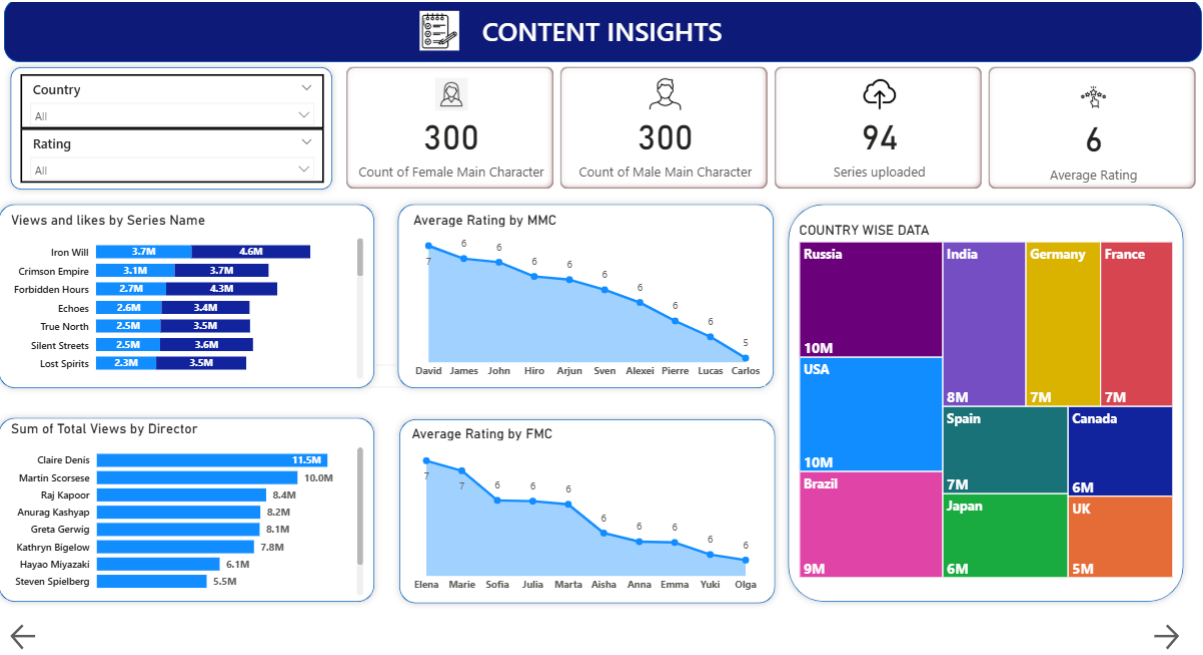 CONTENT INSIGHTS
Country
All
Rating
All
300
Count of Female Main Character
300
Count of Male Main Character
94
Series uploaded
6
Average Rating
Views and likes by Series Name
Iron Will 3.7M 4.6M
Crimson Empire 3.1M 3.7M
Forbidden Hours 2.7M 4.3M
Echoes 2.6M 3.4M
True North 2.5M 3.5M
Silent Streets 2.5M 3.6M
Lost Spirits 2.3M 3.5M
Average Rating by MMC
7 6 6 6 6 6 6 6 6 5
David James John Hiro Arjun Sven Alexei Pierre Lucas Carlos
COUNTRY WISE DATA
Russia
10M
USA
10M
Brazil
9M
India
8M
Germany
7M
France
7M
Spain
7M
Canada
6M
Japan
6M
UK
5M
Sum of Total Views by Director
Claire Denis 11.5M
Martin Scorsese 10.0M
Raj Kapoor 8.4M
Anurag Kashyap 8.2M
Greta Gerwig 8.1M
Kathryn Bigelow 7.8M
Hayao Miyazaki 6.1M
Steven Spielberg 5.5M
Average Rating by FMC
7 7 6 6 6 6 6 6 6 6
Elena Marie Sofia Julia Marta Aisha Anna Emma Yuki Olga